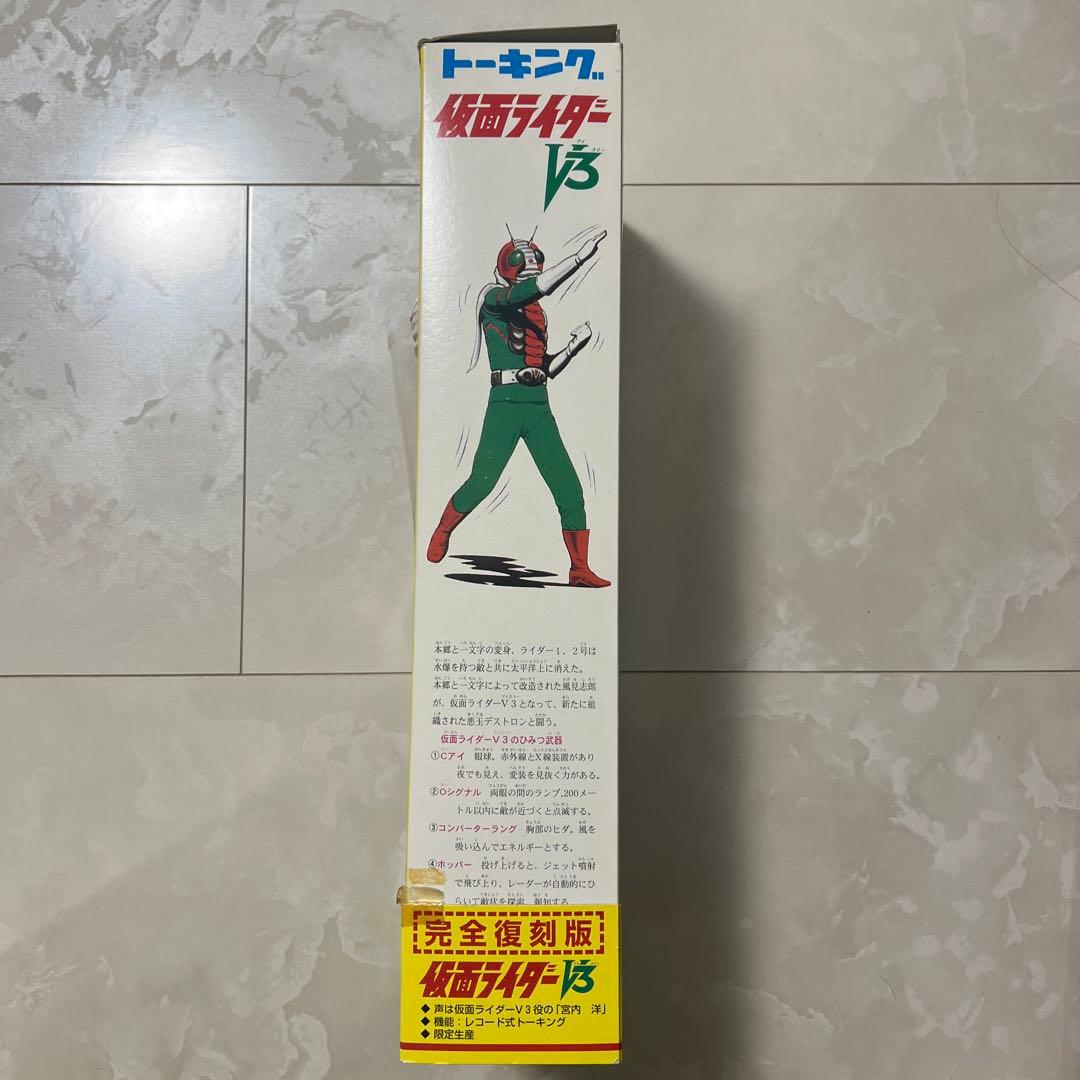 トーキング
仮面ライダー
ブイ スリー
V3
本郷と一文字の変身、ライダー1、2号は
水爆を持つ敵と共に太平洋上に消えた。
本郷と一文字によって改造された風見志郎
が、仮面ライダーV3となって、新たに組
織された悪玉デストロンと闘う。
仮面ライダーV3のひみつ武器
①Cアイ 眼球。赤外線とX線装置があり
夜でも見え、変装を見抜く力がある。
②Oシグナル 両眼の間のランプ、200メー
トル以内に敵が近づくと点滅する。
③コンバーターラング 胸部のヒダ。風を
吸い込んでエネルギーとする。
④ホッパー 投げ上げると、ジェット噴射
で飛び上り、レーダーが自動的にひ
らいて敵状を探索、報知する
完全復刻版
仮面ライダーV3
◆ 声は仮面ライダーV3役の「宮内 洋」
◆ 機能：レコード式トーキング
◆ 限定生産